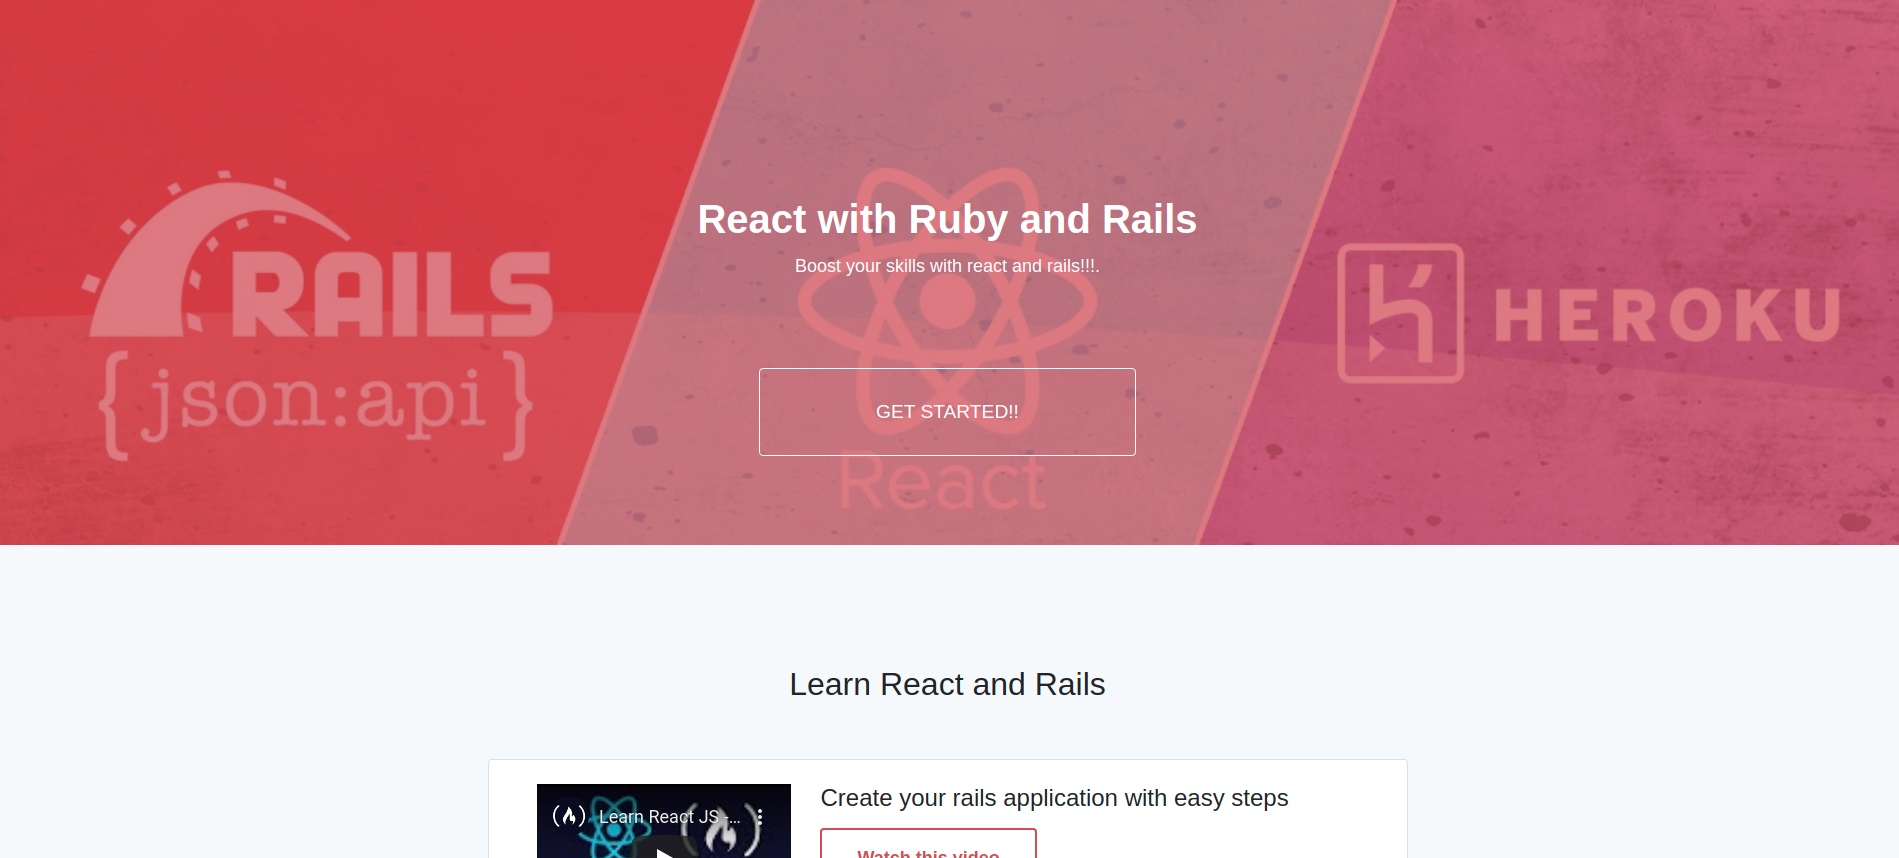 React with Ruby and Rails
Boost your skills with react and rails!!!.
RAILS
{json:api}
HEROKU
GET STARTED!!
React
Learn React and Rails
Learn React JS -...
Create your rails application with easy steps
Watch this video